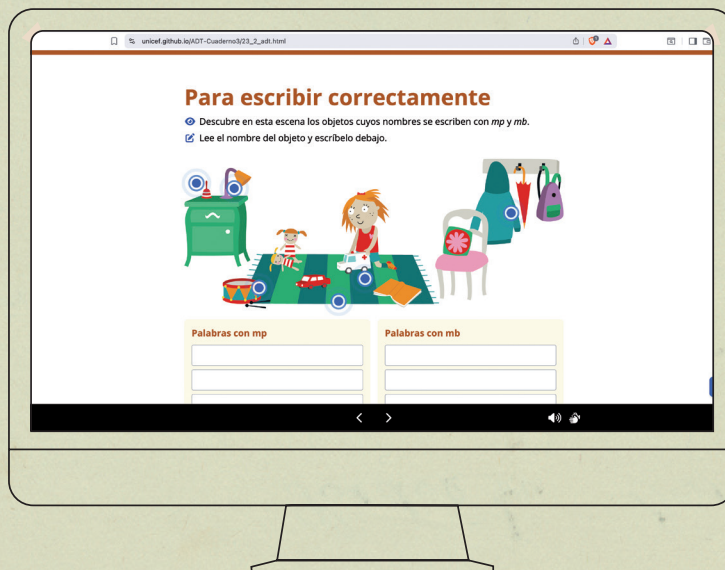 unicef.github.io/ADT-Cuaderno3/23_2_adt.html
Para escribir correctamente
Descubre en esta escena los objetos cuyos nombres se escriben con mp y mb.
Lee el nombre del objeto y escríbelo debajo.
Palabras con mp
Palabras con mb